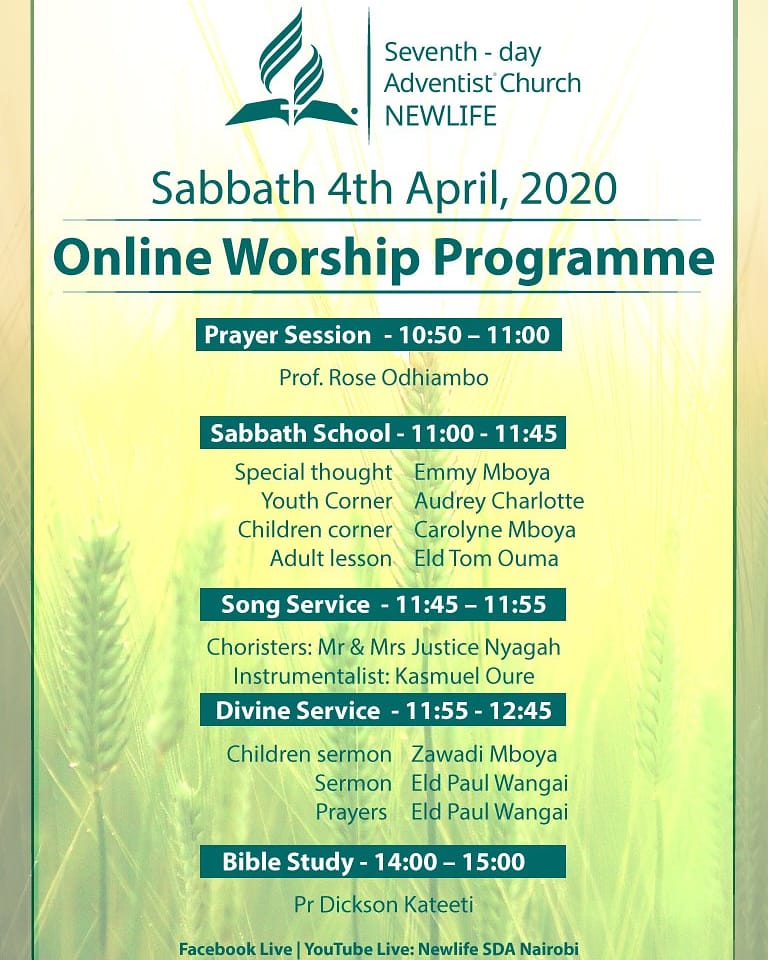 Seventh - day
Adventist® Church
NEWLIFE
Sabbath 4th April, 2020
Online Worship Programme
Prayer Session - 10:50 – 11:00
Prof. Rose Odhiambo
Sabbath School - 11:00 - 11:45
Special thought Emmy Mboya
Youth Corner Audrey Charlotte
Children corner Carolyne Mboya
Adult lesson Eld Tom Ouma
Song Service - 11:45 – 11:55
Choristers: Mr & Mrs Justice Nyagah
Instrumentalist: Kasmuel Oure
Divine Service - 11:55 - 12:45
Children sermon Zawadi Mboya
Sermon Eld Paul Wangai
Prayers Eld Paul Wangai
Bible Study - 14:00 – 15:00
Pr Dickson Kateeti
Facebook Live | YouTube Live: Newlife SDA Nairobi